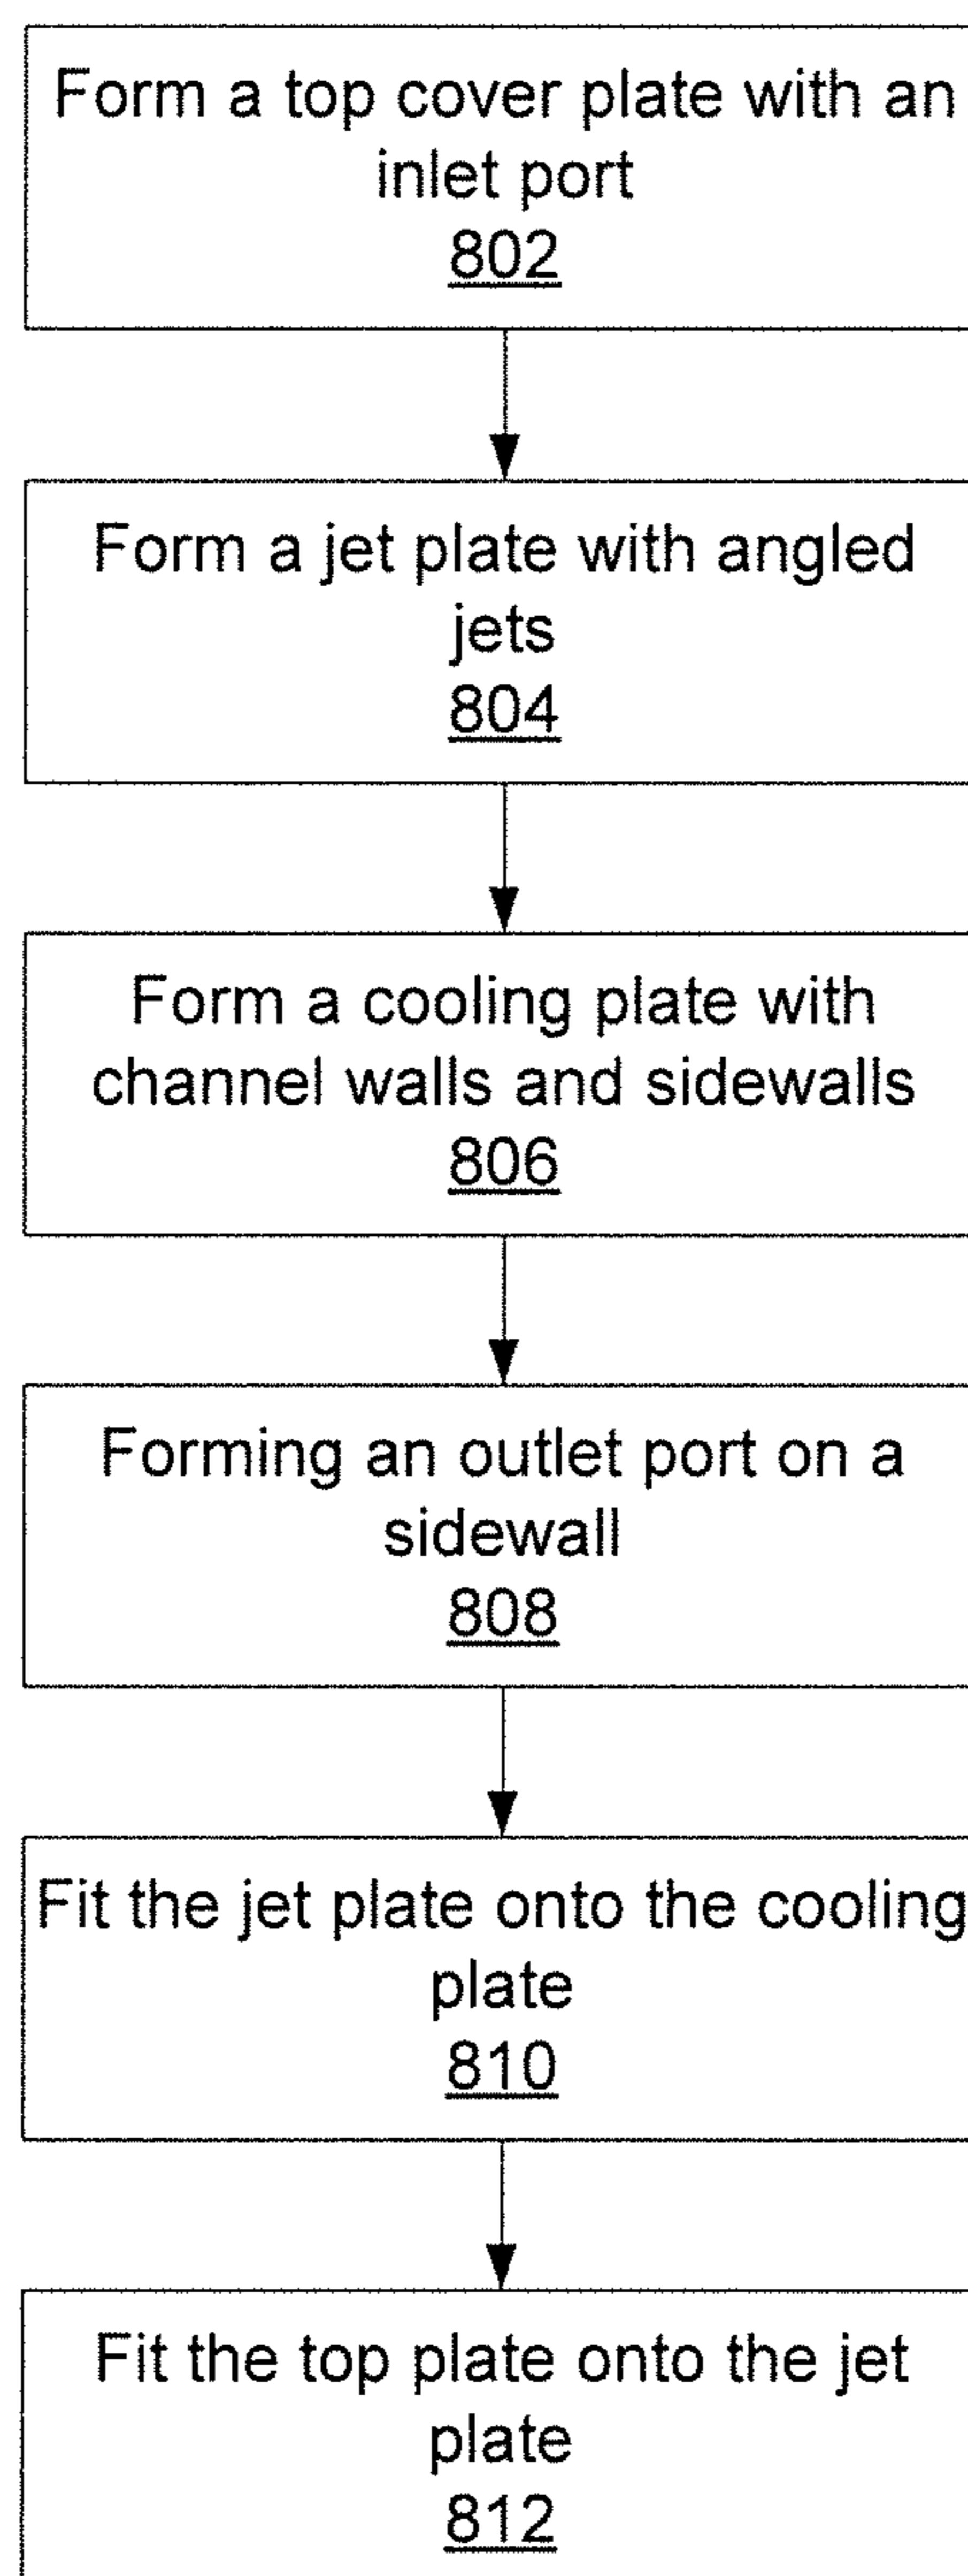 Form a top cover plate with an
inlet port
802
Form a jet plate with angled
jets
804
Form a cooling plate with
channel walls and sidewalls
806
Forming an outlet port on a
sidewall
808
Fit the jet plate onto the cooling
plate
810
Fit the top plate onto the jet
plate
812